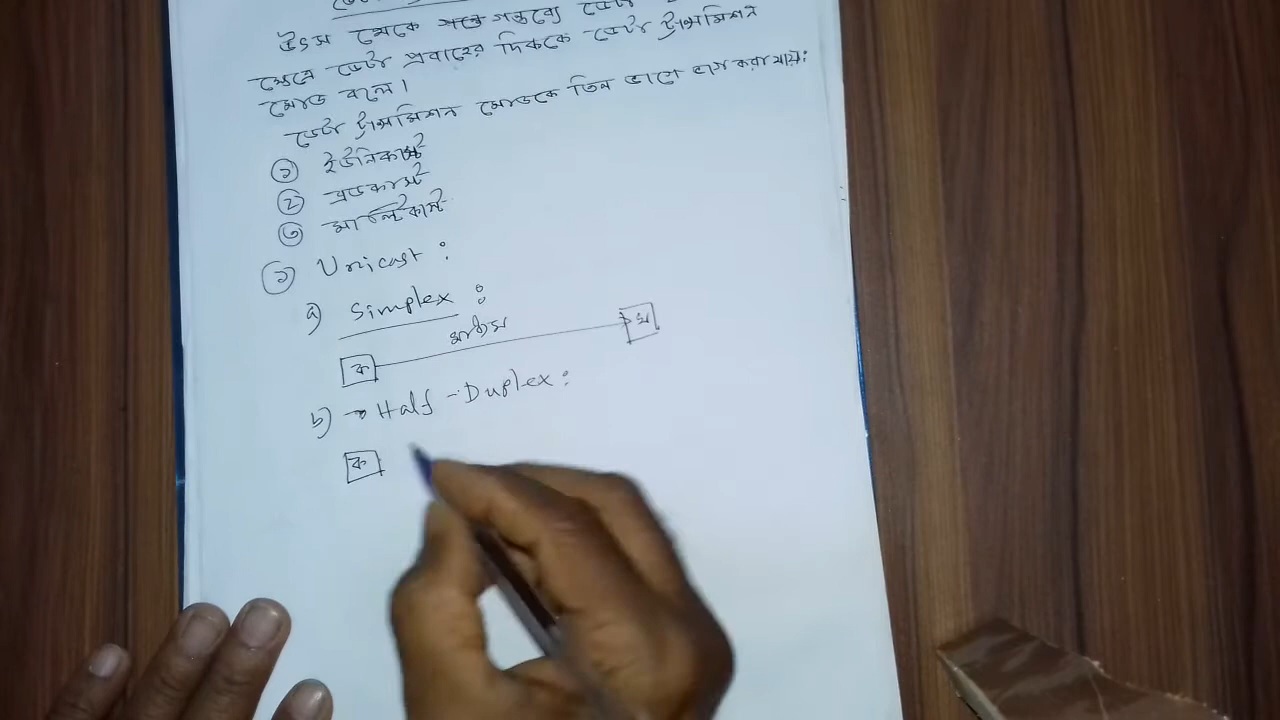 উৎস থেকে গন্তব্যে ডেটা
ক্ষেত্রে ডেটা প্রবাহের দিককে ডেটা ট্রান্সমিশন
মোড বলে।
ডেটা ট্রান্সমিশন মোডকে তিন ভাগে ভাগ করা যায়:
১ ইউনিকাস্ট
২ ব্রডকাস্ট
৩ মাল্টিকাস্ট
১ Unicast :
a) Simplex :
মাধ্যম
ক খ
b) → Half-Duplex :
ক